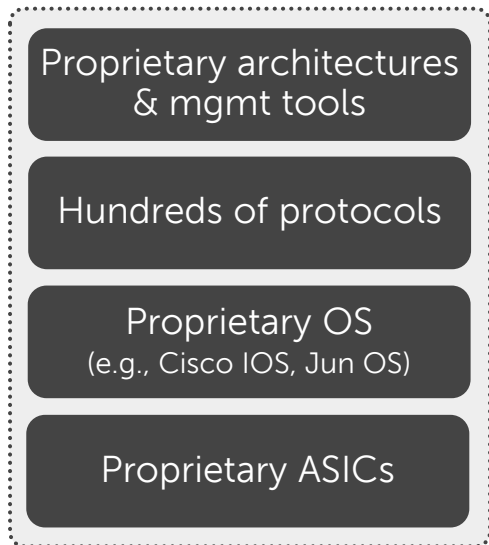 Proprietary architectures
& mgmt tools
Hundreds of protocols
Proprietary OS
(e.g., Cisco IOS, Jun OS)
Proprietary ASICs